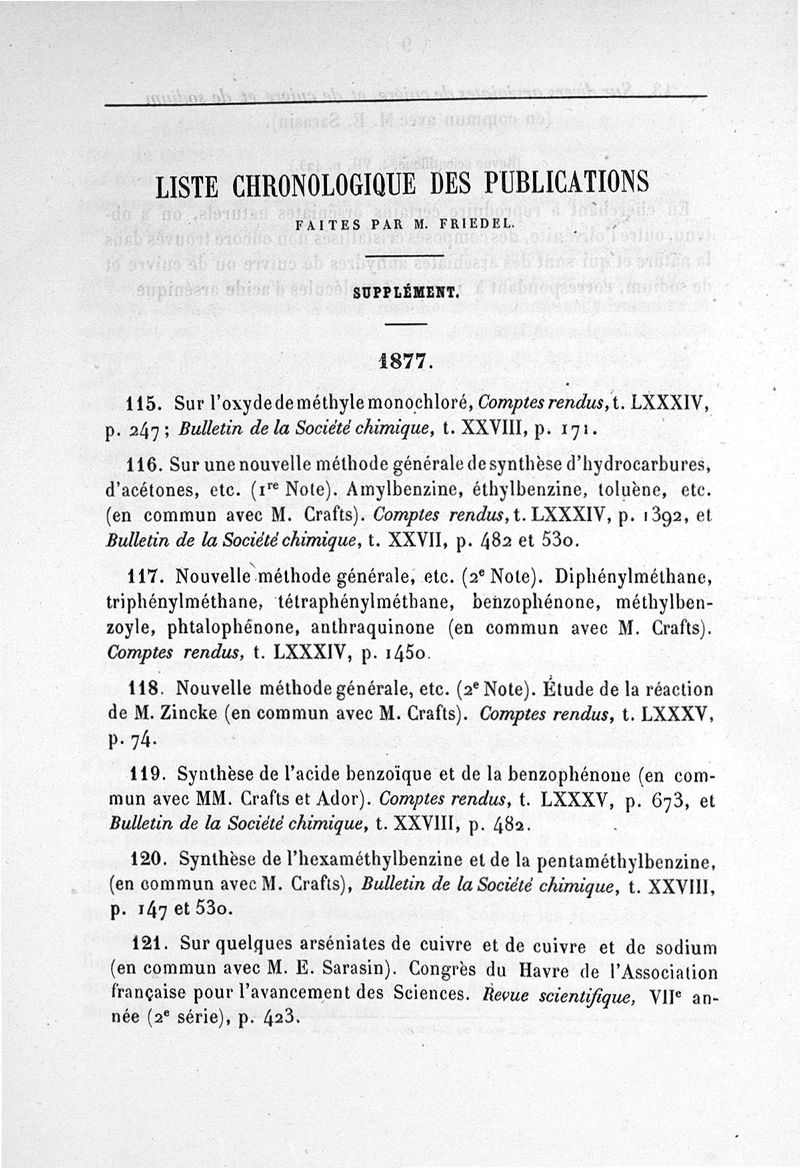 LISTE CHRONOLOGIQUE DES PUBLICATIONS
FAITES PAR M. FRIEDEL.
SUPPLÉMENT.
1877.
115. Sur l'oxyde de méthyle monochloré, Comptes rendus, t. LXXXIV,
p. 247 ; Bulletin de la Société chimique, t. XXVIII, p. 171.
116. Sur une nouvelle méthode générale de synthèse d'hydrocarbures,
d'acétones, etc. (1re Note). Amylbenzine, éthylbenzine, toluène, etc.
(en commun avec M. Crafts). Comptes rendus, t. LXXXIV, p. 1392, et
Bulletin de la Société chimique, t. XXVII, p. 482 et 530.
117. Nouvelle méthode générale, etc. (2e Note). Diphénylméthane,
triphénylméthane, tétraphénylméthane, benzophénone, méthylben-
zoyle, phtalophénone, anthraquinone (en commun avec M. Crafts).
Comptes rendus, t. LXXXIV, p. 1450.
118. Nouvelle méthode générale, etc. (2e Note). Étude de la réaction
de M. Zincke (en commun avec M. Crafts). Comptes rendus, t. LXXXV,
p. 74.
119. Synthèse de l'acide benzoïque et de la benzophénone (en com-
mun avec MM. Crafts et Ador). Comptes rendus, t. LXXXV, p. 673, et
Bulletin de la Société chimique, t. XXVIII, p. 482.
120. Synthèse de l'hexaméthylbenzine et de la pentaméthylbenzine,
(en commun avec M. Crafts), Bulletin de la Société chimique, t. XXVIII,
p. 147 et 530.
121. Sur quelques arséniates de cuivre et de cuivre et de sodium
(en commun avec M. E. Sarasin). Congrès du Havre de l'Association
française pour l'avancement des Sciences. Revue scientifique, VIIe an-
née (2e série), p. 423.